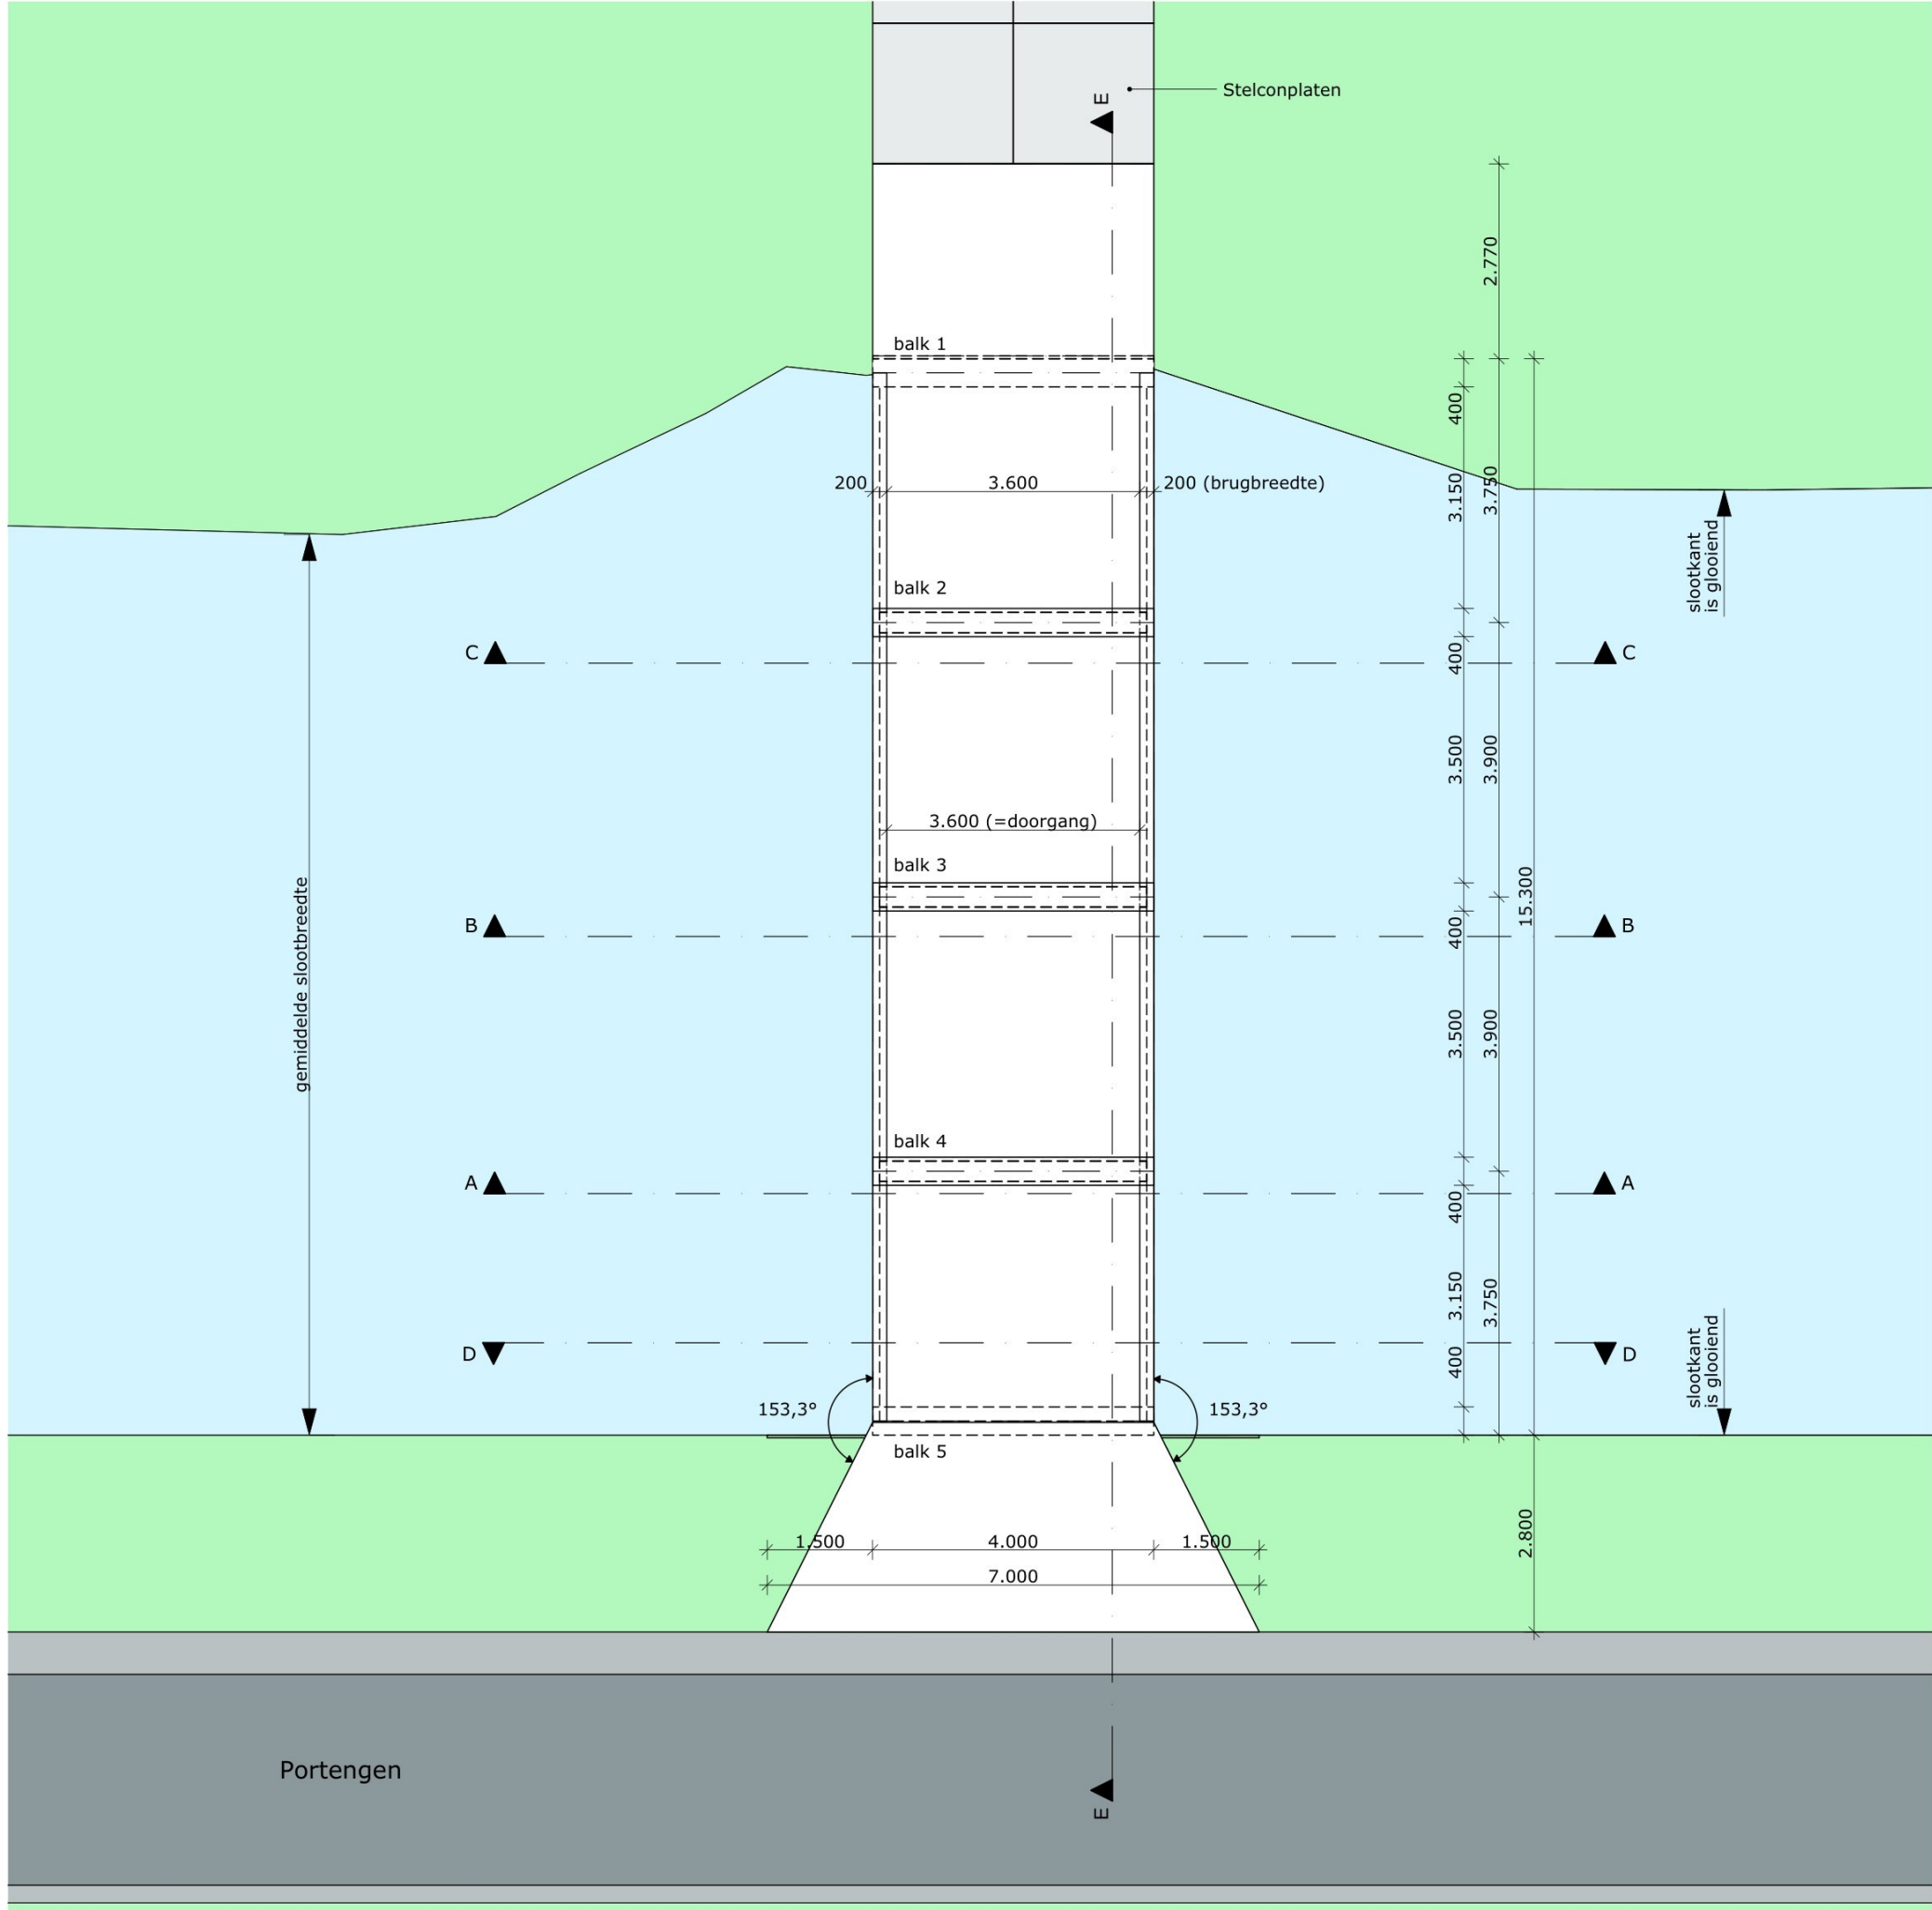 E
Stelconplaten
2.770
balk 1
400
200
3.600
200 (brugbreedte)
3.150
3.750
slootkant
is glooiend
balk 2
C
C
400
3.500
3.900
3.600 (=doorgang)
balk 3
15.300
gemiddelde slootbreedte
B
B
400
3.500
3.900
balk 4
A
A
400
3.150
3.750
D
D
400
slootkant
is glooiend
153,3°
153,3°
balk 5
1.500
4.000
1.500
2.800
7.000
Portengen
E